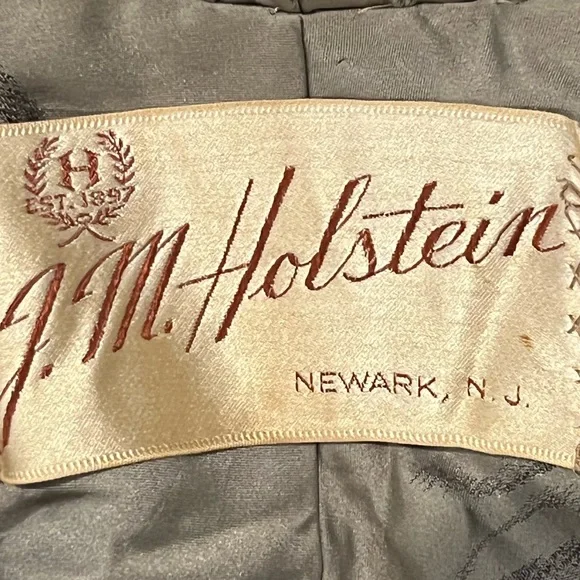 H
EST. 1897
J.M. Holstein
NEWARK, N.J.